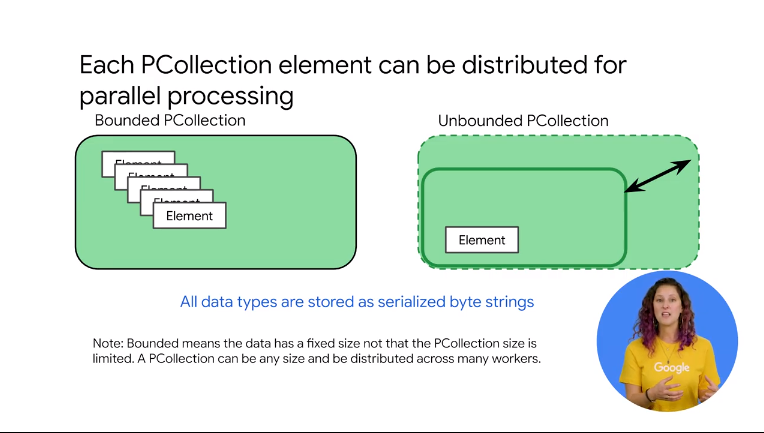 Each PCollection element can be distributed for
parallel processing
Bounded PCollection
Unbounded PCollection
Element
Element
Element
Element
Element
Element
All data types are stored as serialized byte strings
Note: Bounded means the data has a fixed size not that the PCollection size is
limited. A PCollection can be any size and be distributed across many workers.
Google